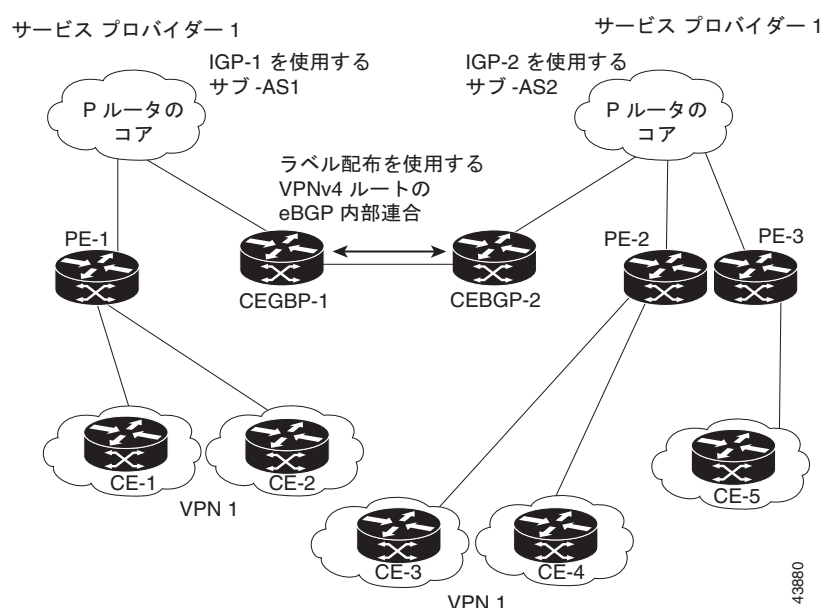 サービス プロバイダー 1
サービス プロバイダー 1
IGP-1 を使用する
サブ -AS1
IGP-2 を使用する
サブ -AS2
P ルータの
コア
P ルータの
コア
ラベル配布を使用する
VPNv4 ルートの
eBGP 内部連合
PE-1
CEGBP-1
CEBGP-2
PE-2
PE-3
CE-1
CE-2
VPN 1
CE-3
CE-4
CE-5
VPN 1
43880